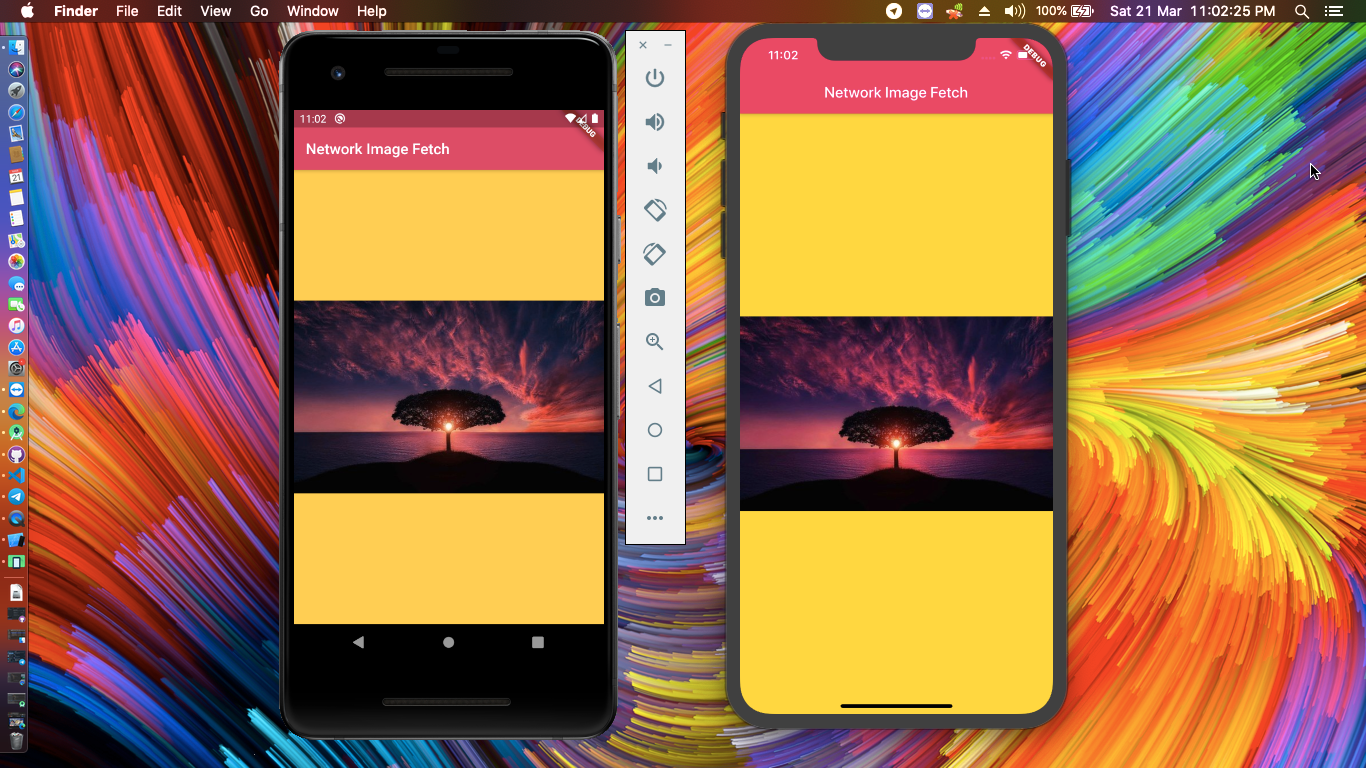 Finder File Edit View Go Window Help 100% Sat 21 Mar 11:02:25 PM
21
11:02
DEBUG
Network Image Fetch
11:02
DEBUG
Network Image Fetch